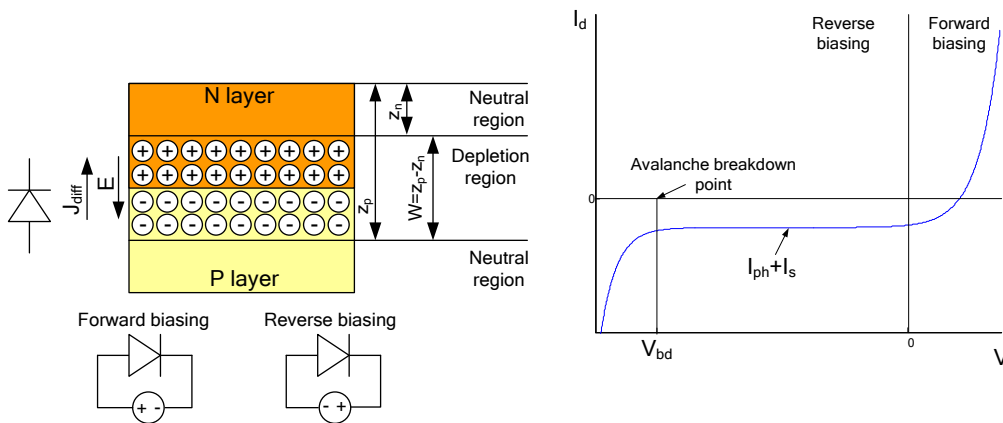 N layer
z_n
Neutral
region
+ + + + + + + + +
+ + + + + + + + +
- - - - - - - - -
- - - - - - - - -
J_diff
E
z_p
W=z_p-z_n
Depletion
region
P layer
Neutral
region
Forward biasing
+ -
Reverse biasing
- +
I_d
Reverse
biasing
Forward
biasing
Avalanche breakdown
point
0
I_ph+I_s
V_bd
0
V